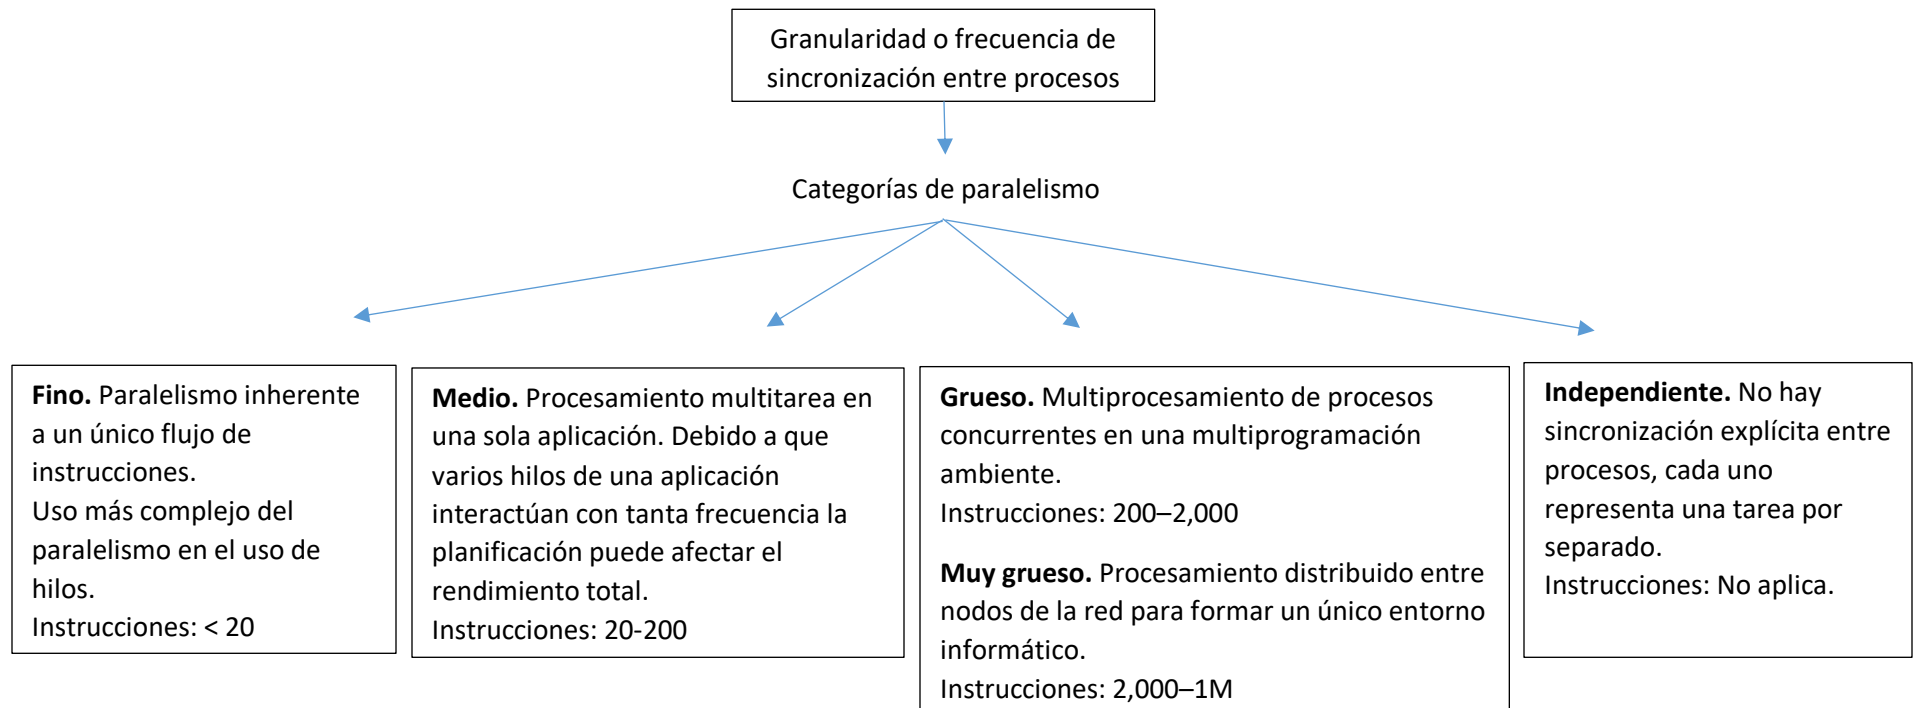 Granularidad o frecuencia de
sincronización entre procesos
Categorías de paralelismo
Fino. Paralelismo inherente
a un único flujo de
instrucciones.
Uso más complejo del
paralelismo en el uso de
hilos.
Instrucciones: < 20
Medio. Procesamiento multitarea en
una sola aplicación. Debido a que
varios hilos de una aplicación
interactúan con tanta frecuencia la
planificación puede afectar el
rendimiento total.
Instrucciones: 20-200
Grueso. Multiprocesamiento de procesos
concurrentes en una multiprogramación
ambiente.
Instrucciones: 200–2,000
Muy grueso. Procesamiento distribuido entre
nodos de la red para formar un único entorno
informático.
Instrucciones: 2,000–1M
Independiente. No hay
sincronización explícita entre
procesos, cada uno
representa una tarea por
separado.
Instrucciones: No aplica.